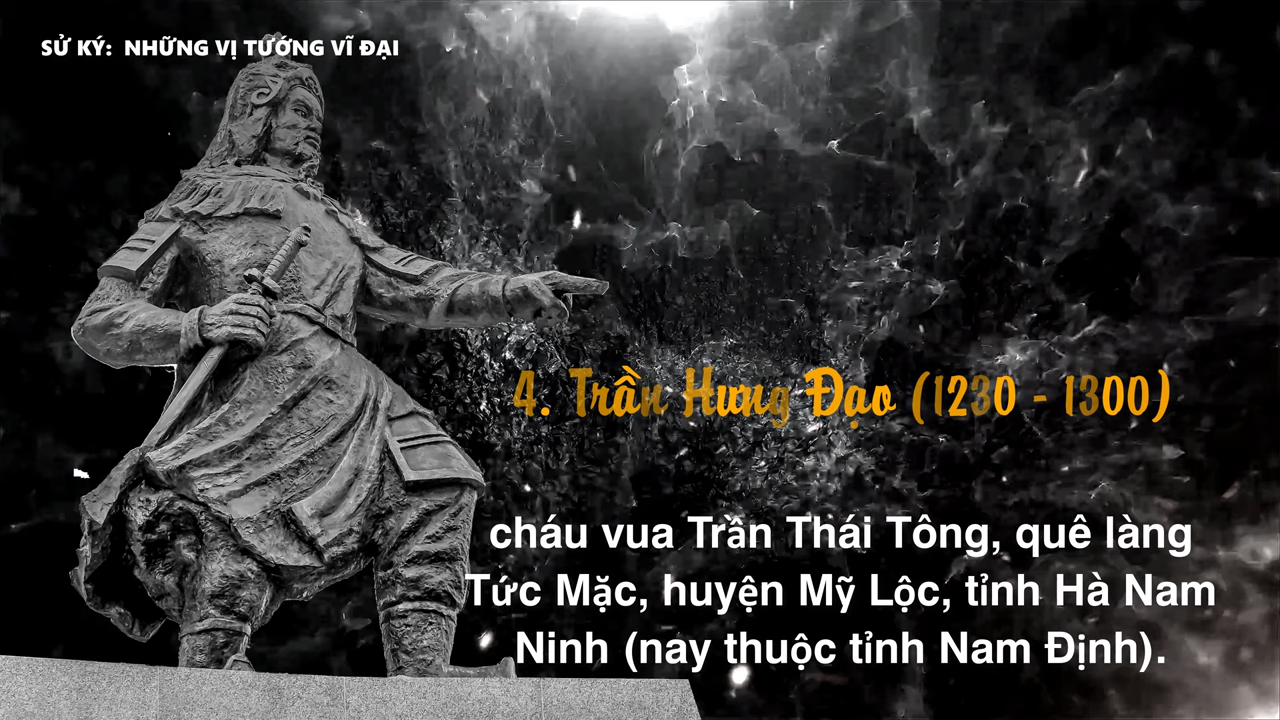 SỬ KÝ: NHỮNG VỊ TƯỚNG VĨ ĐẠI
4. Trần Hưng Đạo (1230 - 1300)
cháu vua Trần Thái Tông, quê làng
Tức Mặc, huyện Mỹ Lộc, tỉnh Hà Nam
Ninh (nay thuộc tỉnh Nam Định).